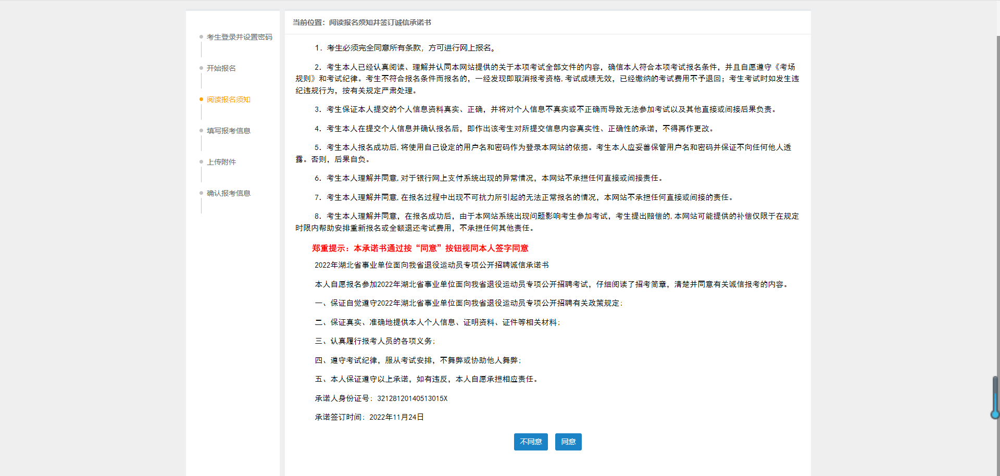 考生登录并设置密码
开始报名
阅读报名须知
填写报考信息
上传附件
确认报考信息
当前位置：阅读报名须知并签订诚信承诺书
1．考生必须完全同意所有条款，方可进行网上报名。
2．考生本人已经认真阅读、理解并认同本网站提供的关于本项考试全部文件的内容，确信本人符合本项考试报名条件，并且自愿遵守《考场
规则》和考试纪律。考生不符合报名条件而报名的，一经发现即取消报考资格,考试成绩无效，已经缴纳的考试费用不予退回；考生考试时如发生违
纪违规行为，按有关规定严肃处理。
3．考生保证本人提交的个人信息资料真实、正确，并将对个人信息不真实或不正确而导致无法参加考试以及其他直接或间接后果负责。
4．考生本人在提交个人信息并确认报名后，即作出该考生对所提交信息内容真实性、正确性的承诺，不得再作更改。
5．考生本人报名成功后,将使用自己设定的用户名和密码作为登录本网站的依据。考生本人应妥善保管用户名和密码并保证不向任何他人透
露。否则，后果自负。
6．考生本人理解并同意,对于银行网上支付系统出现的异常情况，本网站不承担任何直接或间接责任。
7．考生本人理解并同意,在报名过程中出现不可抗力所引起的无法正常报名的情况，本网站不承担任何直接或间接的责任。
8．考生本人理解并同意，在报名成功后，由于本网站系统出现问题影响考生参加考试，考生提出赔偿的,本网站可能提供的补偿仅限于在规定
时限内帮助安排重新报名或全额退还考试费用，不承担任何其他责任。
郑重提示：本承诺书通过按“同意”按钮视同本人签字同意
2022年湖北省事业单位面向我省退役运动员专项公开招聘诚信承诺书
本人自愿报名参加2022年湖北省事业单位面向我省退役运动员专项公开招聘考试，仔细阅读了招考简章，清楚并同意有关诚信报考的内容。
一、保证自觉遵守2022年湖北省事业单位面向我省退役运动员专项公开招聘有关政策规定；
二、保证真实、准确地提供本人个人信息、证明资料、证件等相关材料；
三、认真履行报考人员的各项义务；
四、遵守考试纪律，服从考试安排，不舞弊或协助他人舞弊；
五、本人保证遵守以上承诺，如有违反，本人自愿承担相应责任。
承诺人身份证号：32128120140513015X
承诺签订时间：2022年11月24日
不同意 同意